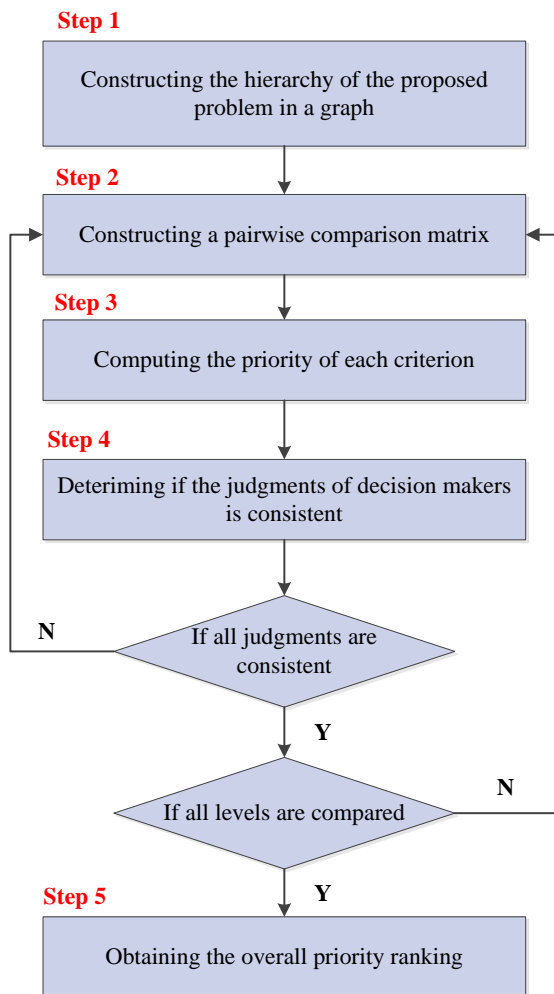 Step 1
Constructing the hierarchy of the proposed
problem in a graph
Step 2
Constructing a pairwise comparison matrix
Step 3
Computing the priority of each criterion
Step 4
Deteriming if the judgments of decision makers
is consistent
N
If all judgments are
consistent
Y
If all levels are compared
N
Y
Step 5
Obtaining the overall priority ranking